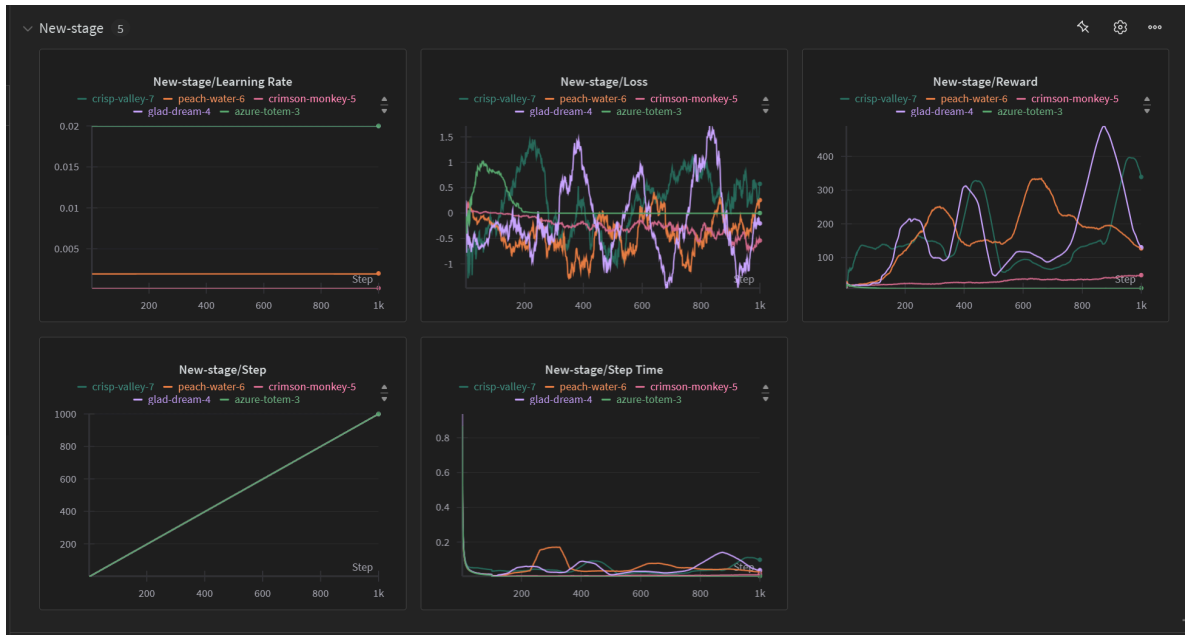 New-stage 5
New-stage/Learning Rate
crisp-valley-7 peach-water-6 crimson-monkey-5
glad-dream-4 azure-totem-3
0.02
0.015
0.01
0.005
Step
200 400 600 800 1k
New-stage/Loss
crisp-valley-7 peach-water-6 crimson-monkey-5
glad-dream-4 azure-totem-3
1.5
1
0.5
0
-0.5
-1
Step
200 400 600 800 1k
New-stage/Reward
crisp-valley-7 peach-water-6 crimson-monkey-5
glad-dream-4 azure-totem-3
400
300
200
100
Step
200 400 600 800 1k
New-stage/Step
crisp-valley-7 peach-water-6 crimson-monkey-5
glad-dream-4 azure-totem-3
1000
800
600
400
200
Step
200 400 600 800 1k
New-stage/Step Time
crisp-valley-7 peach-water-6 crimson-monkey-5
glad-dream-4 azure-totem-3
0.8
0.6
0.4
0.2
Step
200 400 600 800 1k